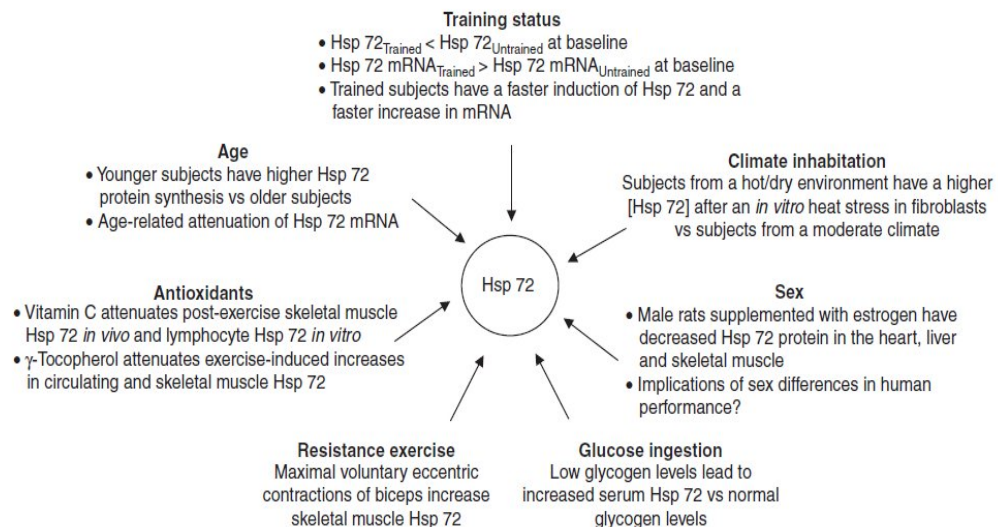 Training status
• Hsp 72Trained < Hsp 72Untrained at baseline
• Hsp 72 mRNATrained > Hsp 72 mRNAUntrained at baseline
• Trained subjects have a faster induction of Hsp 72 and a
faster increase in mRNA
Age
• Younger subjects have higher Hsp 72
protein synthesis vs older subjects
• Age-related attenuation of Hsp 72 mRNA
Climate inhabitation
Subjects from a hot/dry environment have a higher
[Hsp 72] after an in vitro heat stress in fibroblasts
vs subjects from a moderate climate
Hsp 72
Antioxidants
• Vitamin C attenuates post-exercise skeletal muscle
Hsp 72 in vivo and lymphocyte Hsp 72 in vitro
• γ-Tocopherol attenuates exercise-induced increases
in circulating and skeletal muscle Hsp 72
Sex
• Male rats supplemented with estrogen have
decreased Hsp 72 protein in the heart, liver
and skeletal muscle
• Implications of sex differences in human
performance?
Resistance exercise
Maximal voluntary eccentric
contractions of biceps increase
skeletal muscle Hsp 72
Glucose ingestion
Low glycogen levels lead to
increased serum Hsp 72 vs normal
glycogen levels